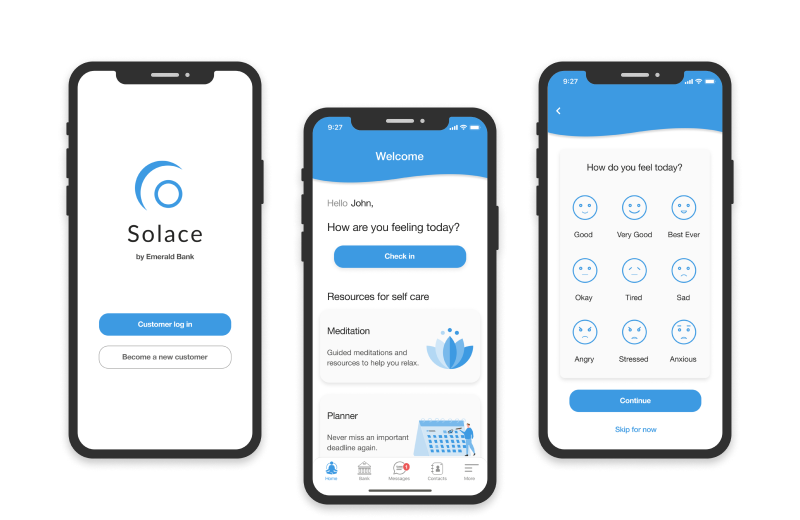 Solace
by Emerald Bank
Customer log in
Become a new customer
9:27
Welcome
Hello John,
How are you feeling today?
Check in
Resources for self care
Meditation
Guided meditations and
resources to help you relax.
Planner
Never miss an important
deadline again.
Home Bank Messages Contacts More
9:27
How do you feel today?
Good Very Good Best Ever
Okay Tired Sad
Angry Stressed Anxious
Continue
Skip for now